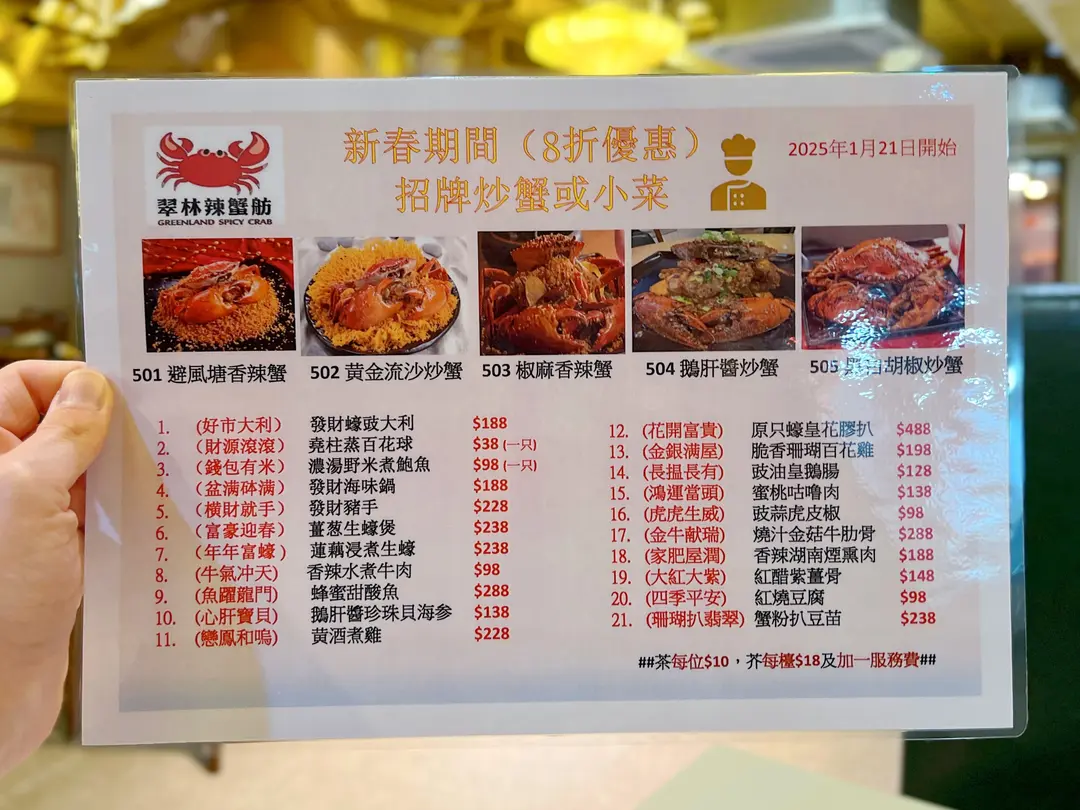 新春期間（8折優惠）
招牌炒蟹或小菜
2025年1月21日開始
翠林辣蟹舫
GREENLAND SPICY CRAB
501 避風塘香辣蟹
502 黄金流沙炒蟹
503 椒麻香辣蟹
504 鵝肝醬炒蟹
505 胡椒炒蟹
1. (好市大利) 發財蠔豉大利 $188
2. (財源滾滾) 堯柱蒸百花球 $38 (一只)
3. (錢包有米) 濃湯野米煮鮑魚 $98 (一只)
4. (盆满砵满) 發財海味鍋 $188
5. (橫財就手) 發財豬手 $228
6. (富豪迎春) 薑葱生蠔煲 $238
7. (年年富蠔) 蓮藕浸煮生蠔 $238
8. (牛氣冲天) 香辣水煮牛肉 $98
9. (魚躍龍門) 蜂蜜甜酸魚 $288
10. (心肝寶貝) 鵝肝醬珍珠貝海参 $138
11. (戀鳳和鳴) 黄酒煮雞 $228
12. (花開富貴) 原只蠔皇花膠扒 $488
13. (金銀满屋) 脆香珊瑚百花雞 $198
14. (長揾長有) 豉油皇鵝腸 $128
15. (鴻運當頭) 蜜桃咕嚕肉 $138
16. (虎虎生威) 豉蒜虎皮椒 $98
17. (金牛献瑞) 燒汁金菇牛肋骨 $288
18. (家肥屋潤) 香辣湖南煙熏肉 $188
19. (大紅大紫) 紅醋紫薑骨 $148
20. (四季平安) 紅燒豆腐 $98
21. (珊瑚扒翡翠) 蟹粉扒豆苗 $238
##茶每位$10，芥每檯$18及加一服務費##